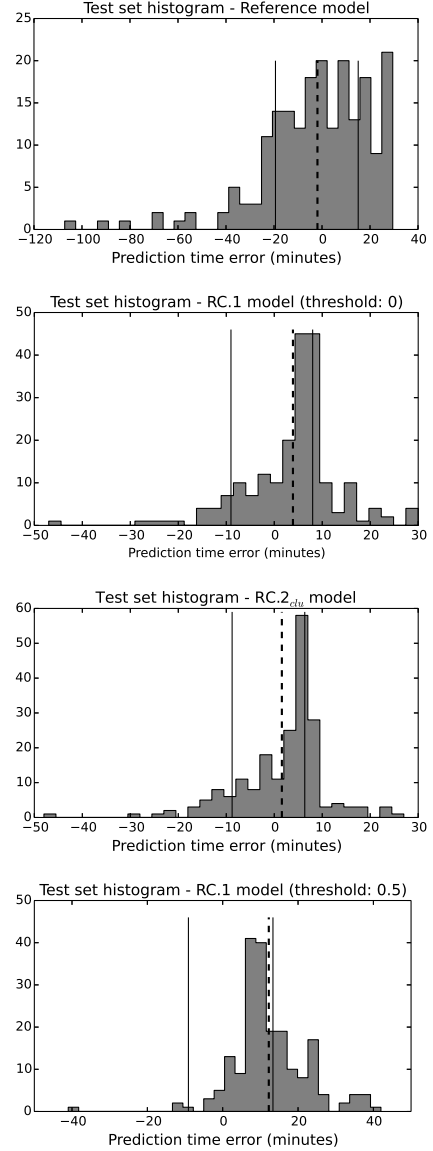 Test set histogram - Reference model
25
20
15
10
5
0
−120 −100 −80 −60 −40 −20 0 20 40
Prediction time error (minutes)
Test set histogram - RC.1 model (threshold: 0)
50
40
30
20
10
0
−50 −40 −30 −20 −10 0 10 20 30
Prediction time error (minutes)
Test set histogram - RC.2clu model
60
50
40
30
20
10
0
−50 −40 −30 −20 −10 0 10 20 30
Prediction time error (minutes)
Test set histogram - RC.1 model (threshold: 0.5)
50
40
30
20
10
0
−40 −20 0 20 40
Prediction time error (minutes)